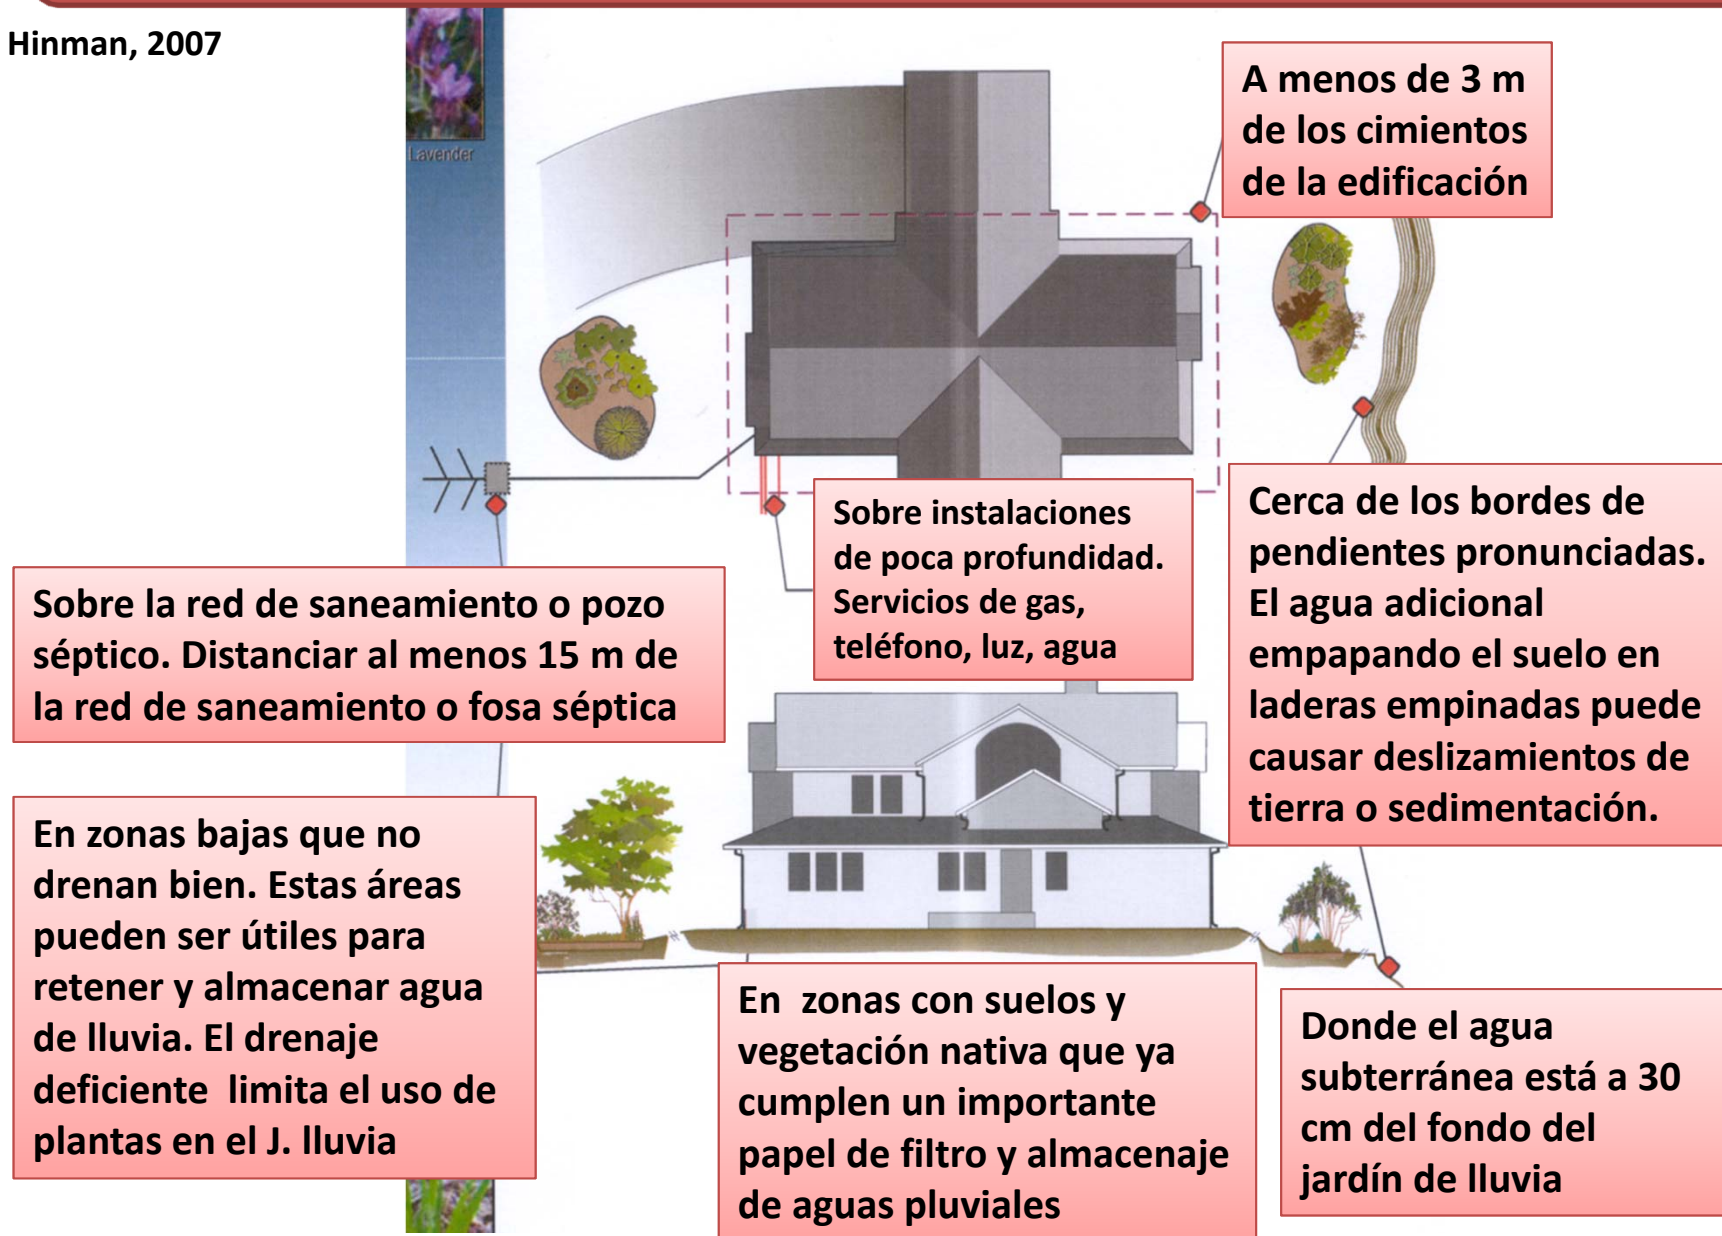 Hinman, 2007
Lavender
A menos de 3 m
de los cimientos
de la edificación
Sobre instalaciones
de poca profundidad.
Servicios de gas,
teléfono, luz, agua
Cerca de los bordes de
pendientes pronunciadas.
El agua adicional
empapando el suelo en
laderas empinadas puede
causar deslizamientos de
tierra o sedimentación.
Sobre la red de saneamiento o pozo
séptico. Distanciar al menos 15 m de
la red de saneamiento o fosa séptica
En zonas bajas que no
drenan bien. Estas áreas
pueden ser útiles para
retener y almacenar agua
de lluvia. El drenaje
deficiente  limita el uso de
plantas en el J. lluvia
En  zonas con suelos y
vegetación nativa que ya
cumplen un importante
papel de filtro y almacenaje
de aguas pluviales
Donde el agua
subterránea está a 30
cm del fondo del
jardín de lluvia